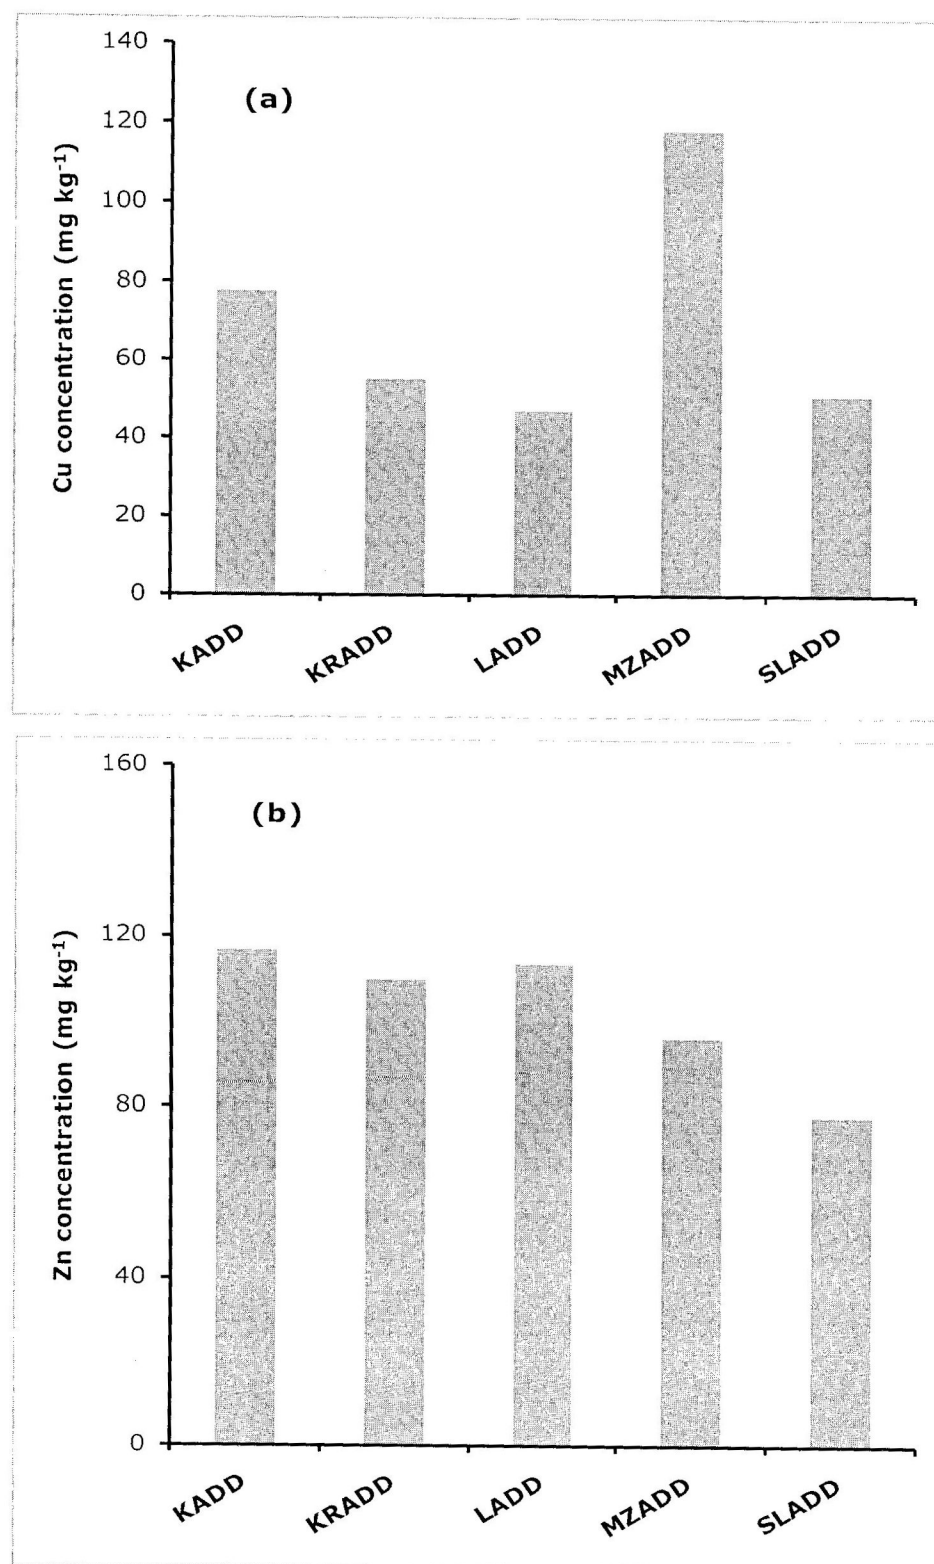 140
120
100
80
60
40
20
0
(a)
Cu concentration (mg kg-1)
KADD
KRADD
LADD
MZADD
SLADD
160
120
80
40
0
(b)
Zn concentration (mg kg-1)
KADD
KRADD
LADD
MZADD
SLADD